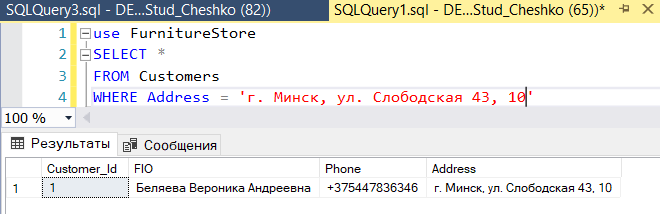 SQLQuery3.sql - DE...Stud_Cheshko (82)) SQLQuery1.sql - DE...Stud_Cheshko (65))*
1 use FurnitureStore
2 SELECT *
3 FROM Customers
4 WHERE Address = 'г. Минск, ул. Слободская 43, 10'
100 %
Результаты Сообщения
Customer_Id FIO Phone Address
1 1 Беляева Вероника Андреевна +375447836346 г. Минск, ул. Слободская 43, 10